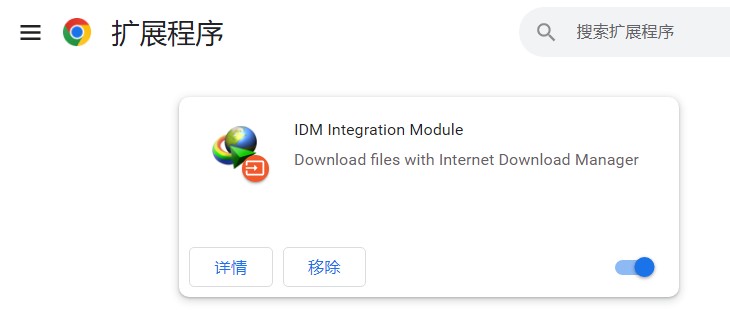 扩展程序
搜索扩展程序
IDM Integration Module
Download files with Internet Download Manager
详情
移除